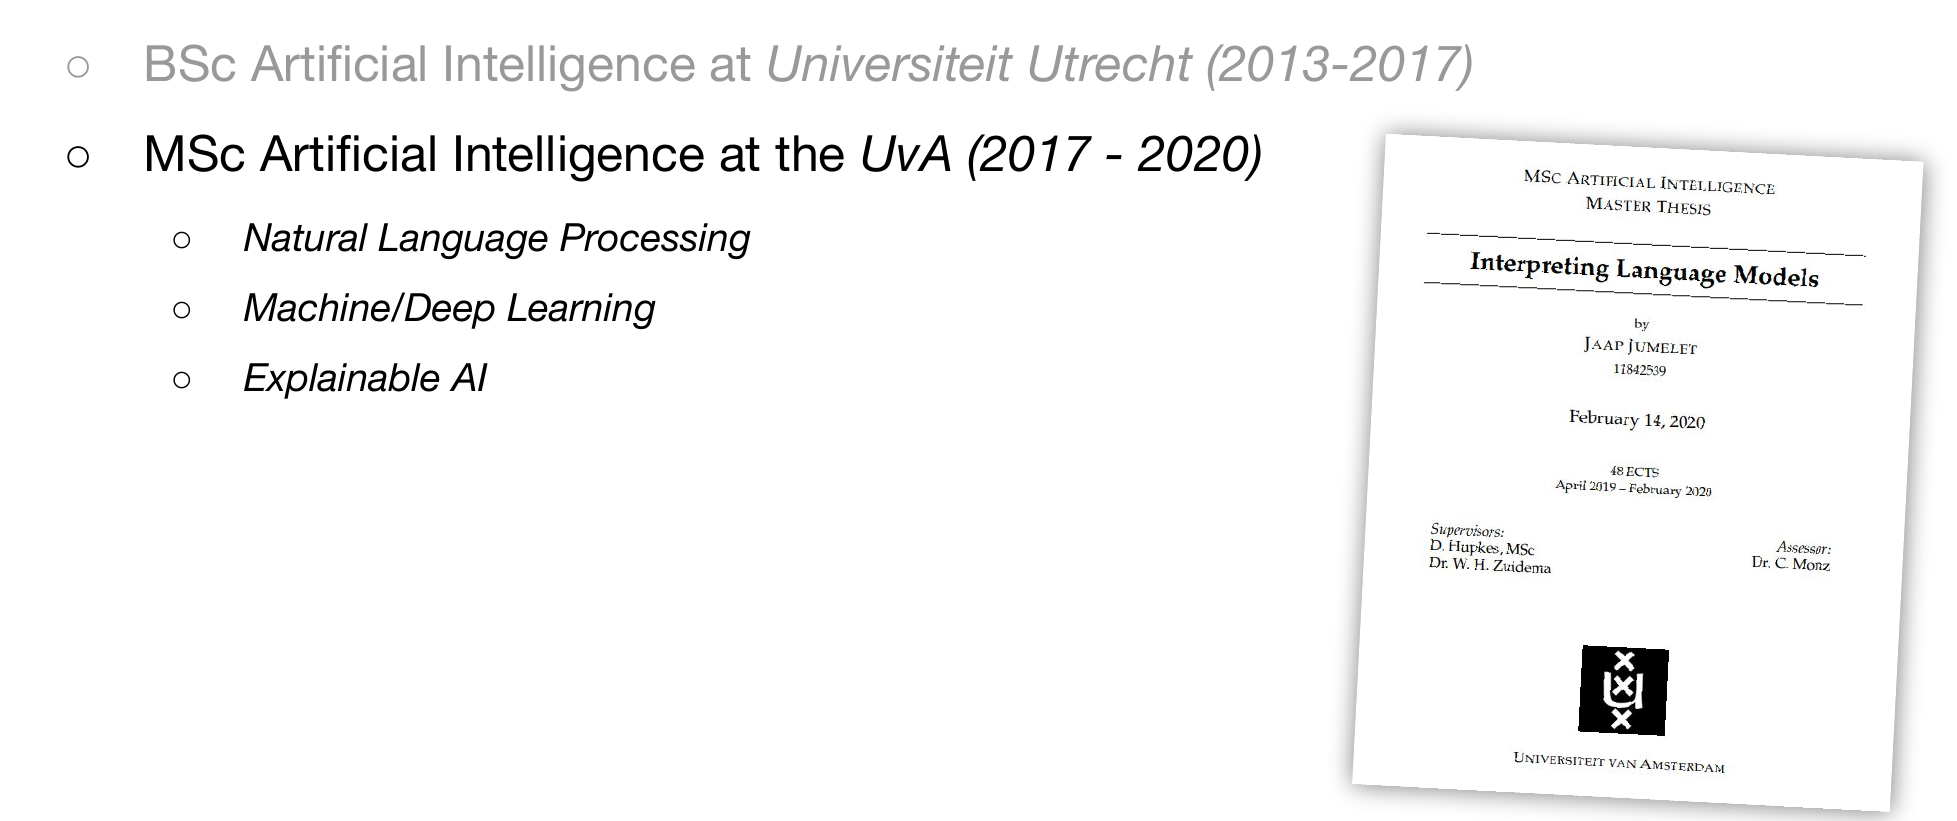 ○ BSc Artificial Intelligence at Universiteit Utrecht (2013-2017)
○ MSc Artificial Intelligence at the UvA (2017 - 2020)
○ Natural Language Processing
○ Machine/Deep Learning
○ Explainable AI
MSc Artificial Intelligence
Master Thesis
Interpreting Language Models
by
Jaap Jumelet
11842539
February 14, 2020
48 ECTS
April 2019 – February 2020
Supervisors:
D. Hupkes, MSc
Dr. W. H. Zuidema
Assessor:
Dr. C. Monz
Universiteit van Amsterdam